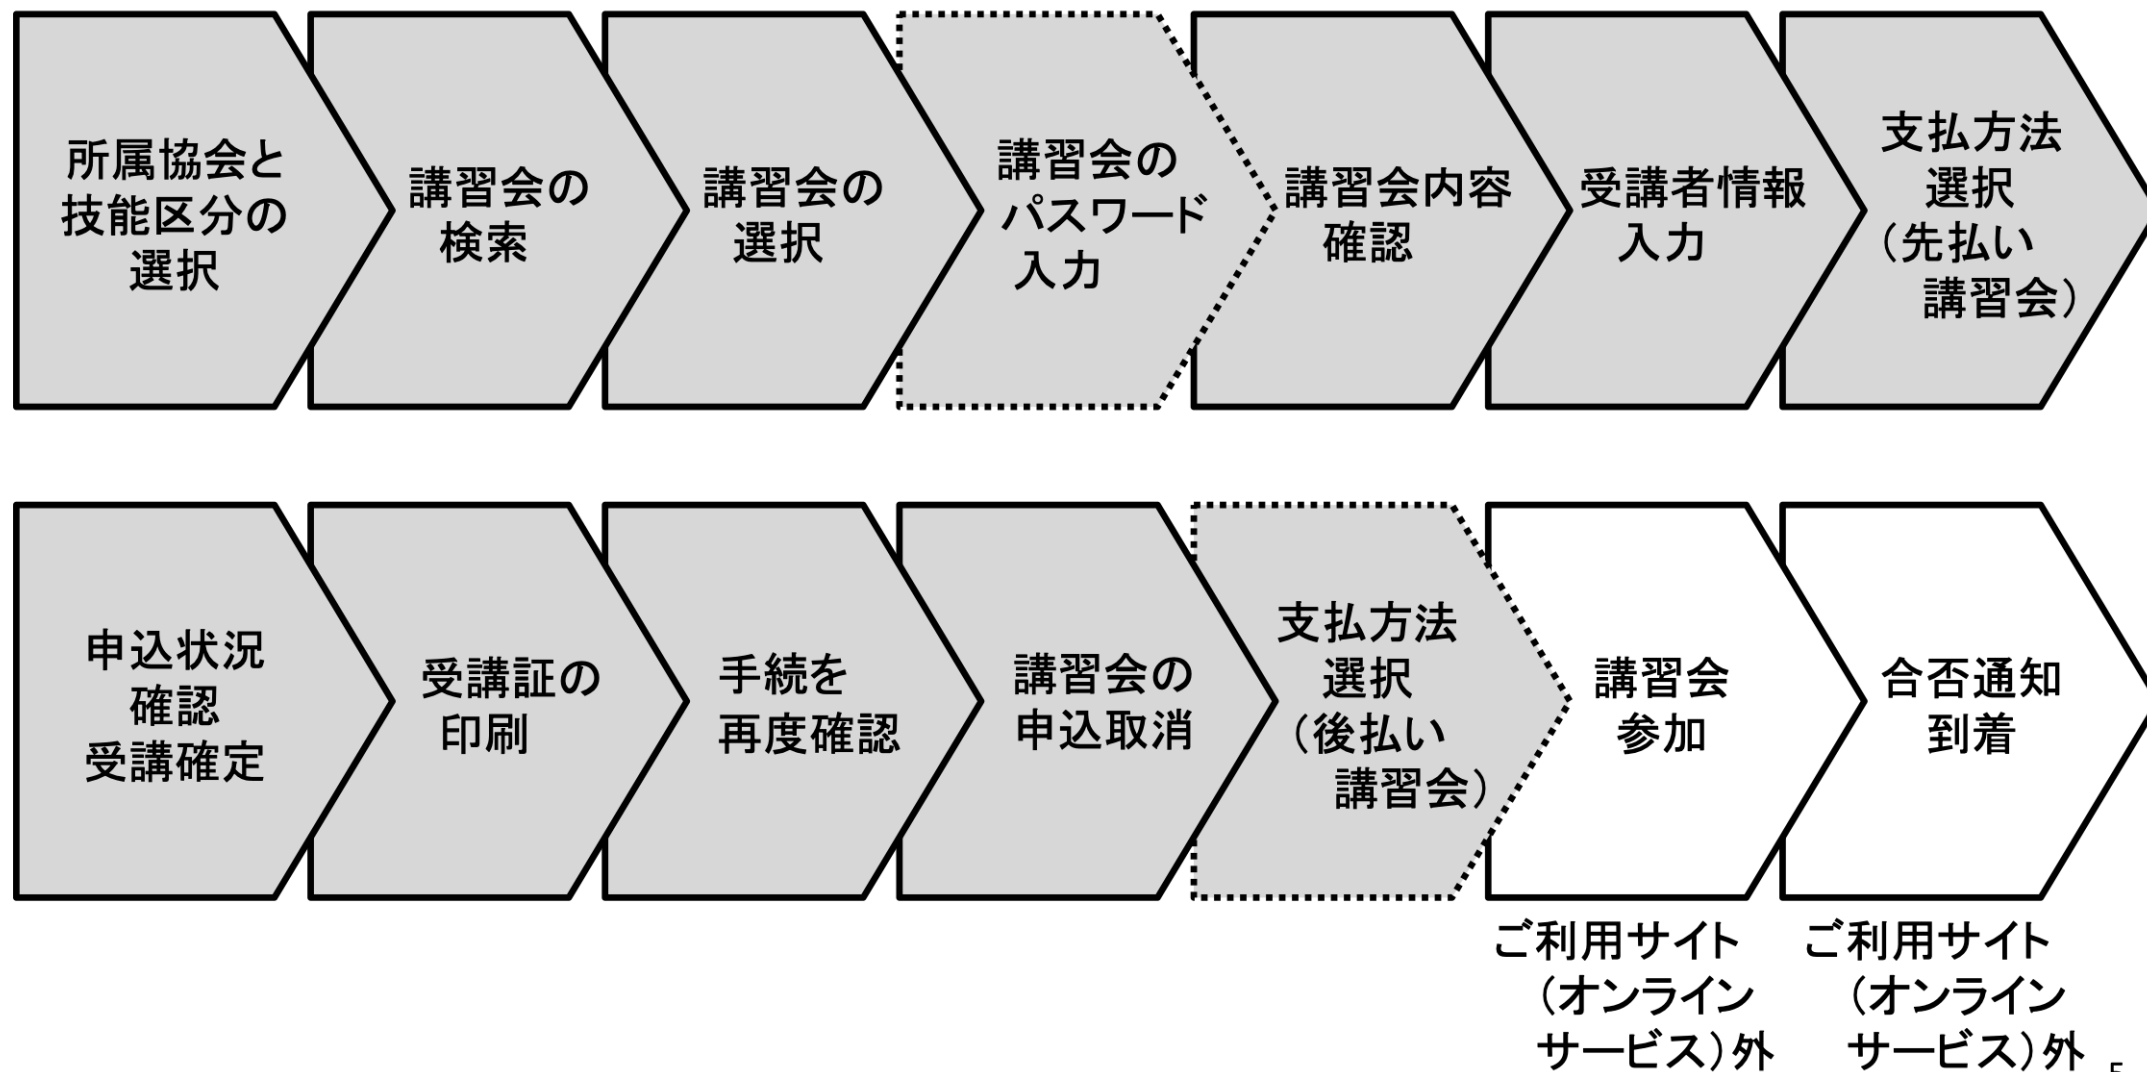 所属協会と
技能区分の
選択
講習会の
検索
講習会の
選択
講習会の
パスワード
入力
講習会内容
確認
受講者情報
入力
支払方法
選択
（先払い
講習会）
申込状況
確認
受講確定
受講証の
印刷
手続を
再度確認
講習会の
申込取消
支払方法
選択
（後払い
講習会）
講習会
参加
合否通知
到着
ご利用サイト
（オンライン
サービス）外
ご利用サイト
（オンライン
サービス）外